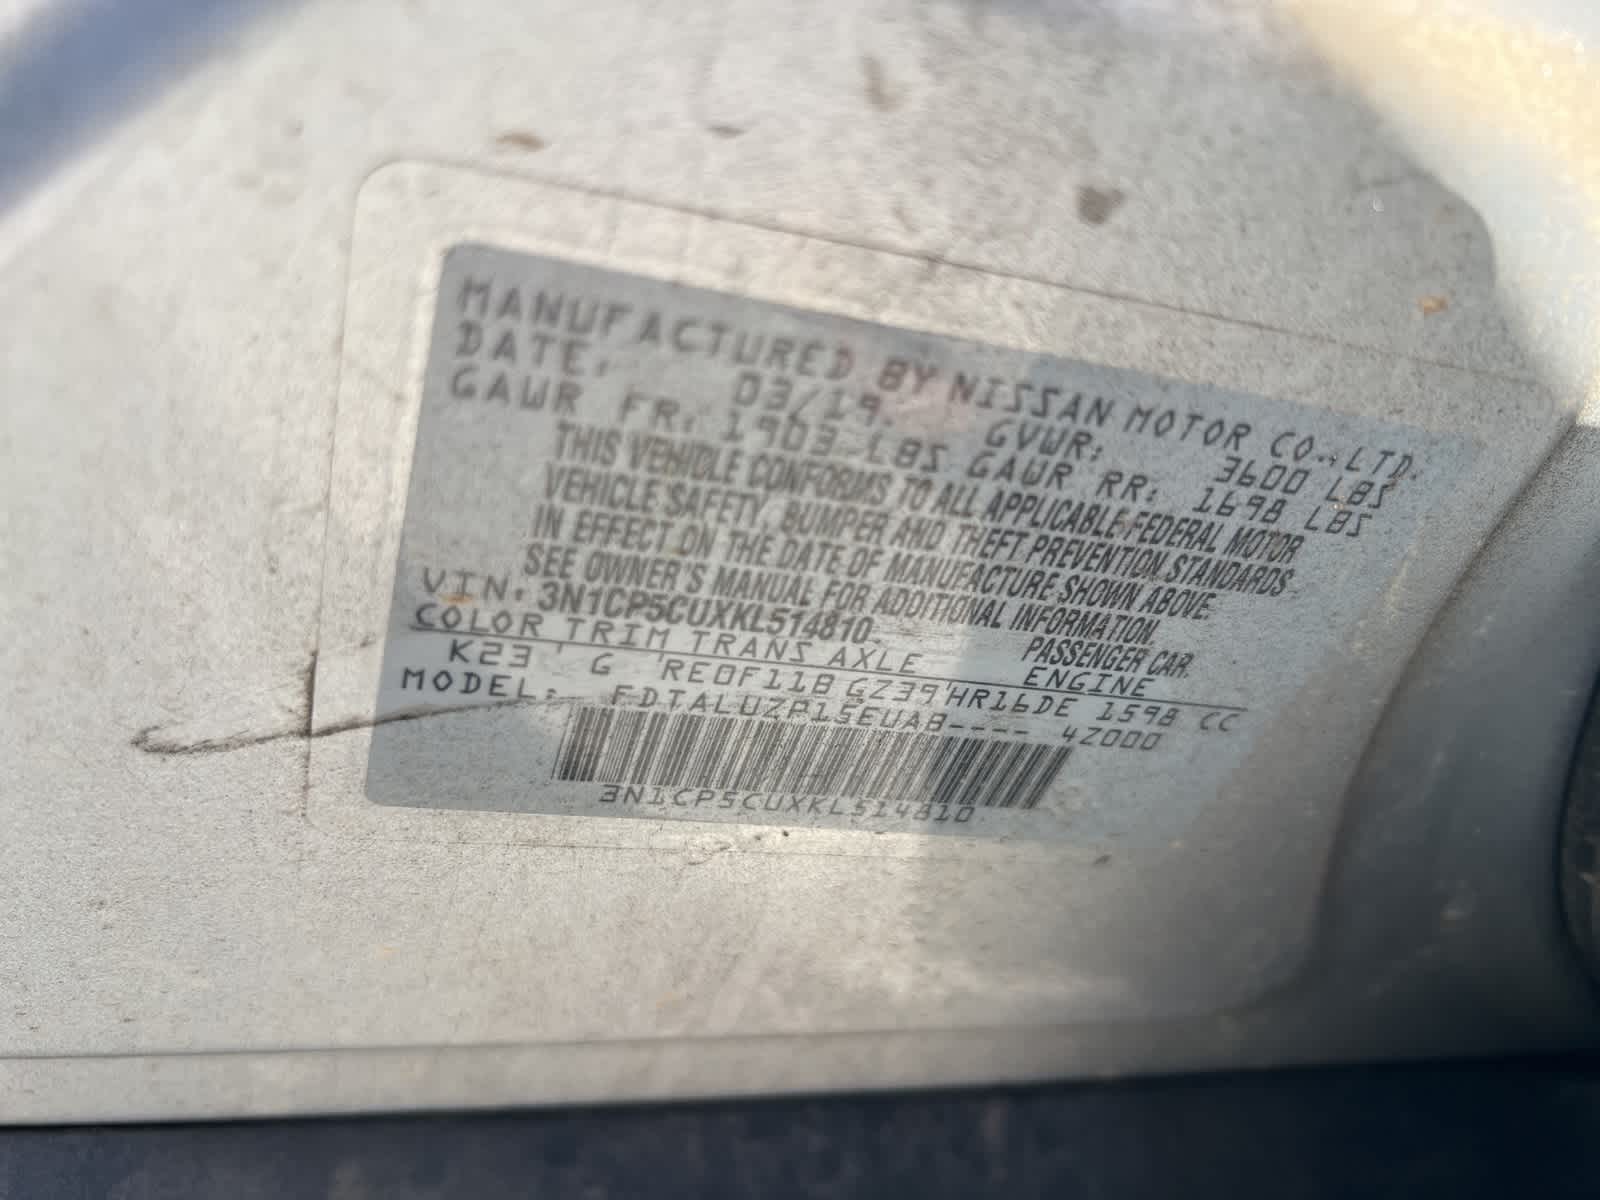 MANUFACTURED BY NISSAN MOTOR CO., LTD.
DATE: 03/19. GVWR: 3600 LBS
GAWR FR: 1903 LBS GAWR RR: 1698 LBS
THIS VEHICLE CONFORMS TO ALL APPLICABLE FEDERAL MOTOR
VEHICLE SAFETY, BUMPER AND THEFT PREVENTION STANDARDS
IN EFFECT ON THE DATE OF MANUFACTURE SHOWN ABOVE.
SEE OWNER'S MANUAL FOR ADDITIONAL INFORMATION.
VIN: 3N1CP5CUXKL514810 PASSENGER CAR.
COLOR TRIM TRANS AXLE ENGINE
K23 G RE0F11B GZ39 HR16DE 1598 CC
MODEL: FDTALUZP15EUAB---- 4Z000
3N1CP5CUXKL514810